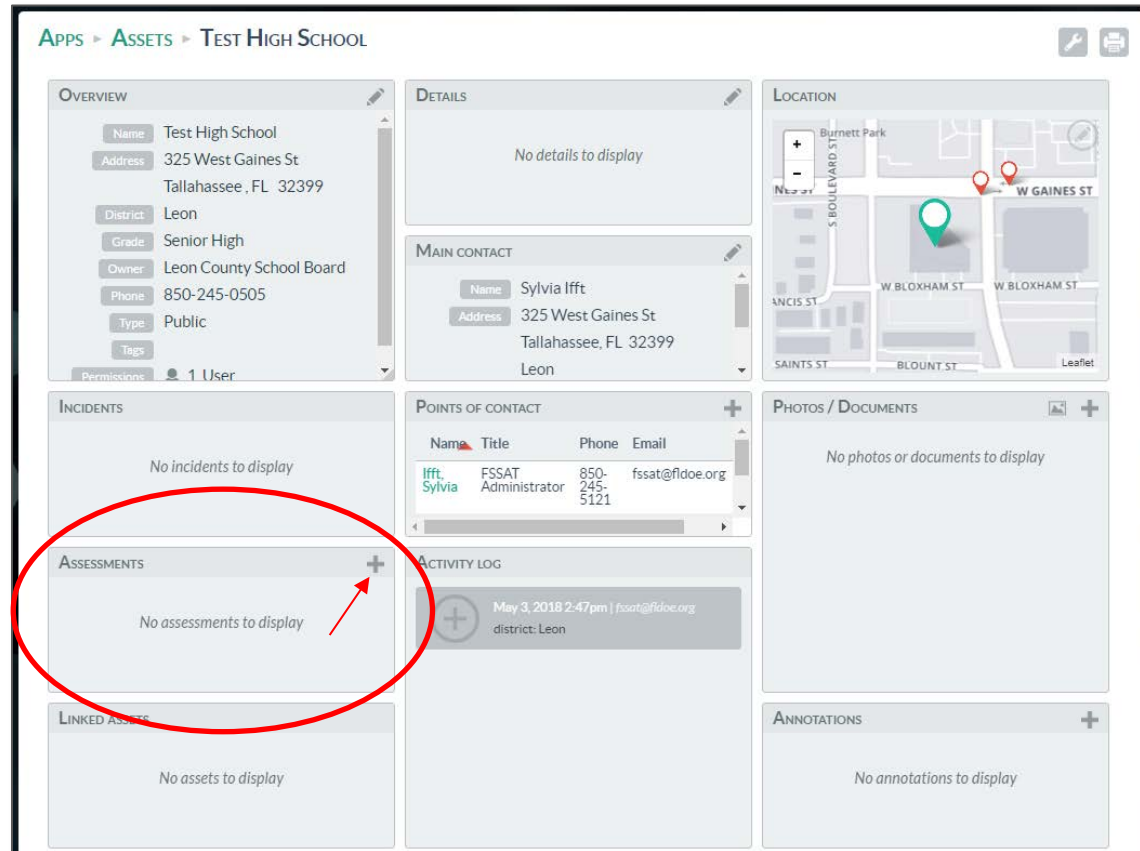 Apps ▸ Assets ▸ Test High School
Overview
Name Test High School
Address 325 West Gaines St
Tallahassee , FL 32399
District Leon
Grade Senior High
Owner Leon County School Board
Phone 850-245-0505
Type Public
Tags
Permissions 1 User
Details
No details to display
Main contact
Name Sylvia Ifft
Address 325 West Gaines St
Tallahassee, FL 32399
Leon
Location
+
-
Burnett Park
S BOULEVARD ST
W GAINES ST
W BLOXHAM ST
W BLOXHAM ST
ANCIS ST
SAINTS ST
BLOUNT ST
Leaflet
Incidents
No incidents to display
Points of contact
Name Title Phone Email
Ifft, Sylvia FSSAT Administrator 850-245-5121 fssat@fldoe.org
Photos / Documents
No photos or documents to display
Assessments
No assessments to display
Activity log
May 3, 2018 2:47pm | fssat@fldoe.org
district: Leon
Linked assets
No assets to display
Annotations
No annotations to display